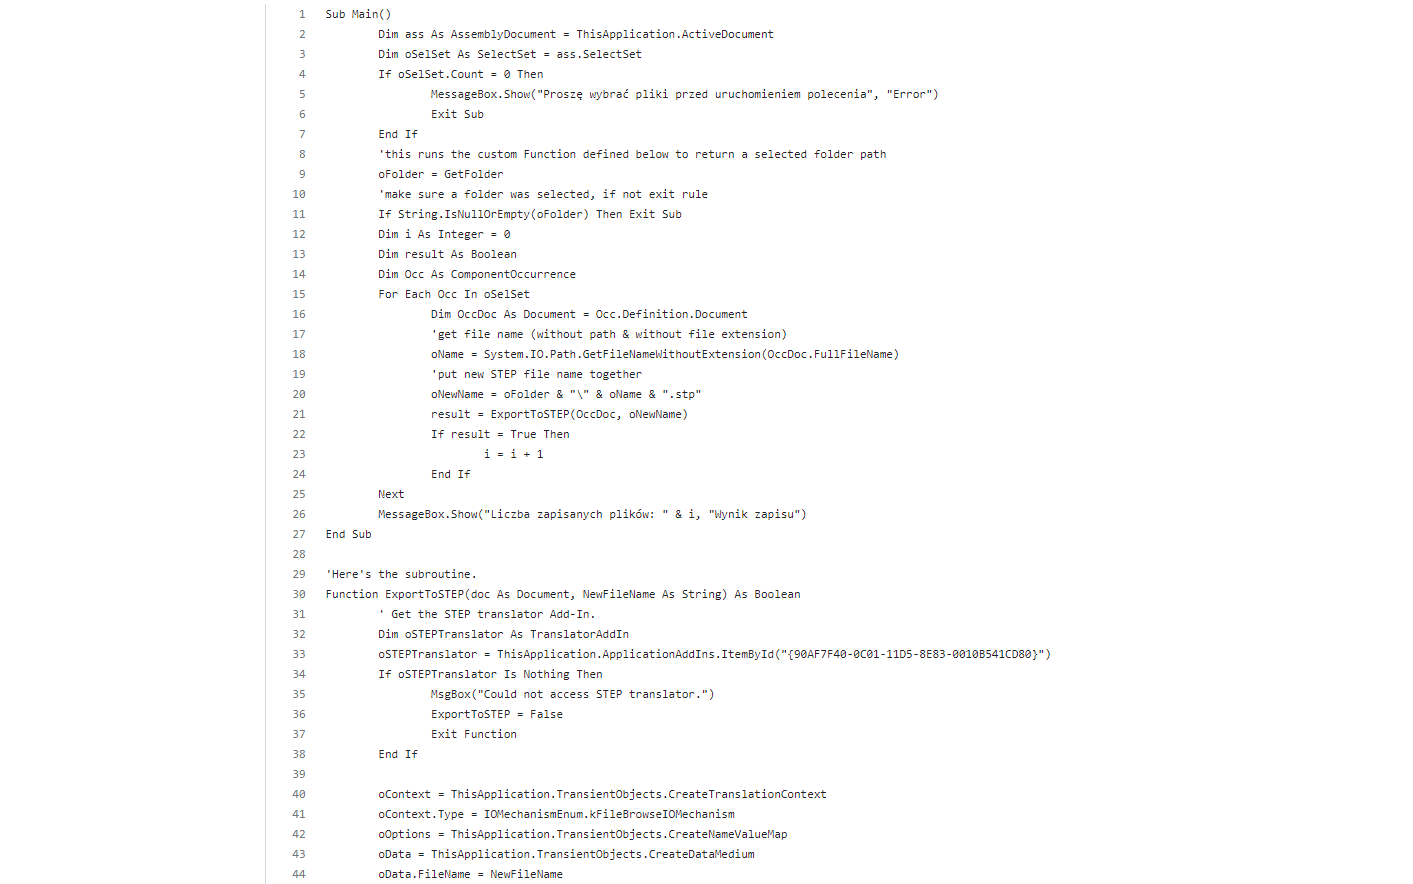 1 Sub Main()
2 Dim ass As AssemblyDocument = ThisApplication.ActiveDocument
3 Dim oSelSet As SelectSet = ass.SelectSet
4 If oSelSet.Count = 0 Then
5 MessageBox.Show("Proszę wybrać pliki przed uruchomieniem polecenia", "Error")
6 Exit Sub
7 End If
8 'this runs the custom Function defined below to return a selected folder path
9 oFolder = GetFolder
10 'make sure a folder was selected, if not exit rule
11 If String.IsNullOrEmpty(oFolder) Then Exit Sub
12 Dim i As Integer = 0
13 Dim result As Boolean
14 Dim Occ As ComponentOccurrence
15 For Each Occ In oSelSet
16 Dim OccDoc As Document = Occ.Definition.Document
17 'get file name (without path & without file extension)
18 oName = System.IO.Path.GetFileNameWithoutExtension(OccDoc.FullFileName)
19 'put new STEP file name together
20 oNewName = oFolder & "\" & oName & ".stp"
21 result = ExportToSTEP(OccDoc, oNewName)
22 If result = True Then
23 i = i + 1
24 End If
25 Next
26 MessageBox.Show("Liczba zapisanych plików: " & i, "Wynik zapisu")
27 End Sub
28
29 'Here's the subroutine.
30 Function ExportToSTEP(doc As Document, NewFileName As String) As Boolean
31 ' Get the STEP translator Add-In.
32 Dim oSTEPTranslator As TranslatorAddIn
33 oSTEPTranslator = ThisApplication.ApplicationAddIns.ItemById("{90AF7F40-0C01-11D5-8E83-0010B541CD80}")
34 If oSTEPTranslator Is Nothing Then
35 MsgBox("Could not access STEP translator.")
36 ExportToSTEP = False
37 Exit Function
38 End If
39
40 oContext = ThisApplication.TransientObjects.CreateTranslationContext
41 oContext.Type = IOMechanismEnum.kFileBrowseIOMechanism
42 oOptions = ThisApplication.TransientObjects.CreateNameValueMap
43 oData = ThisApplication.TransientObjects.CreateDataMedium
44 oData.FileName = NewFileName